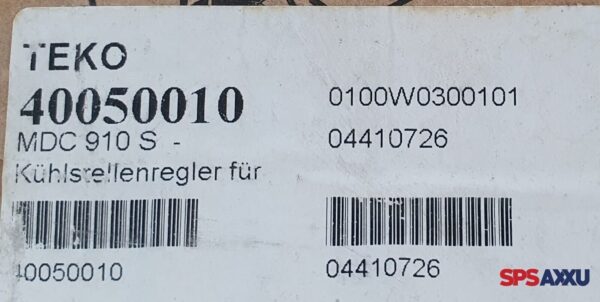 TEKO
40050010
MDC 910 S -
Kühlstellenregler für
40050010
0100W0300101
04410726
04410726
SPSAXXU